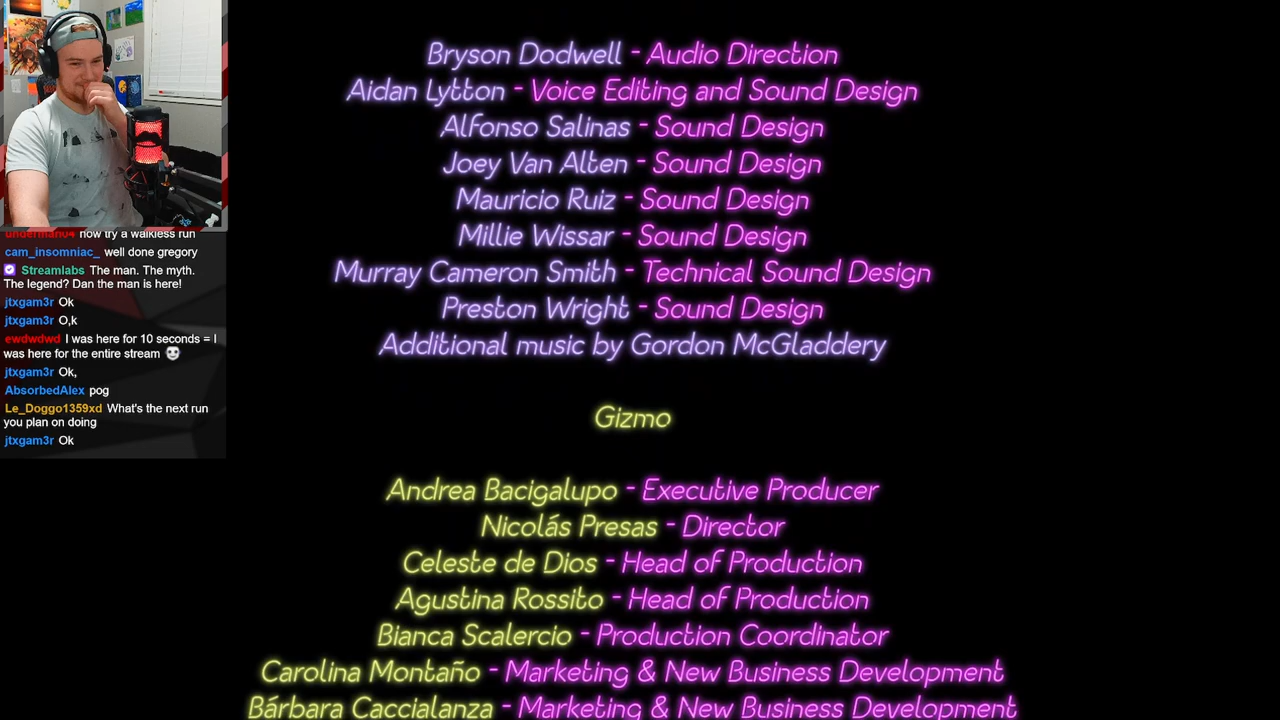 underman04 now try a walkless run
cam_insomniac_ well done gregory
Streamlabs The man. The myth.
The legend? Dan the man is here!
jtxgam3r Ok
jtxgam3r O,k
ewdwdwd I was here for 10 seconds = I
was here for the entire stream
jtxgam3r Ok,
AbsorbedAlex pog
Le_Doggo1359xd What's the next run
you plan on doing
jtxgam3r Ok
Bryson Dodwell - Audio Direction
Aidan Lytton - Voice Editing and Sound Design
Alfonso Salinas - Sound Design
Joey Van Alten - Sound Design
Mauricio Ruiz - Sound Design
Millie Wissar - Sound Design
Murray Cameron Smith - Technical Sound Design
Preston Wright - Sound Design
Additional music by Gordon McGladdery
Gizmo
Andrea Bacigalupo - Executive Producer
Nicolás Presas - Director
Celeste de Dios - Head of Production
Agustina Rossito - Head of Production
Bianca Scalercio - Production Coordinator
Carolina Montaño - Marketing & New Business Development
Bárbara Caccialanza - Marketing & New Business Development